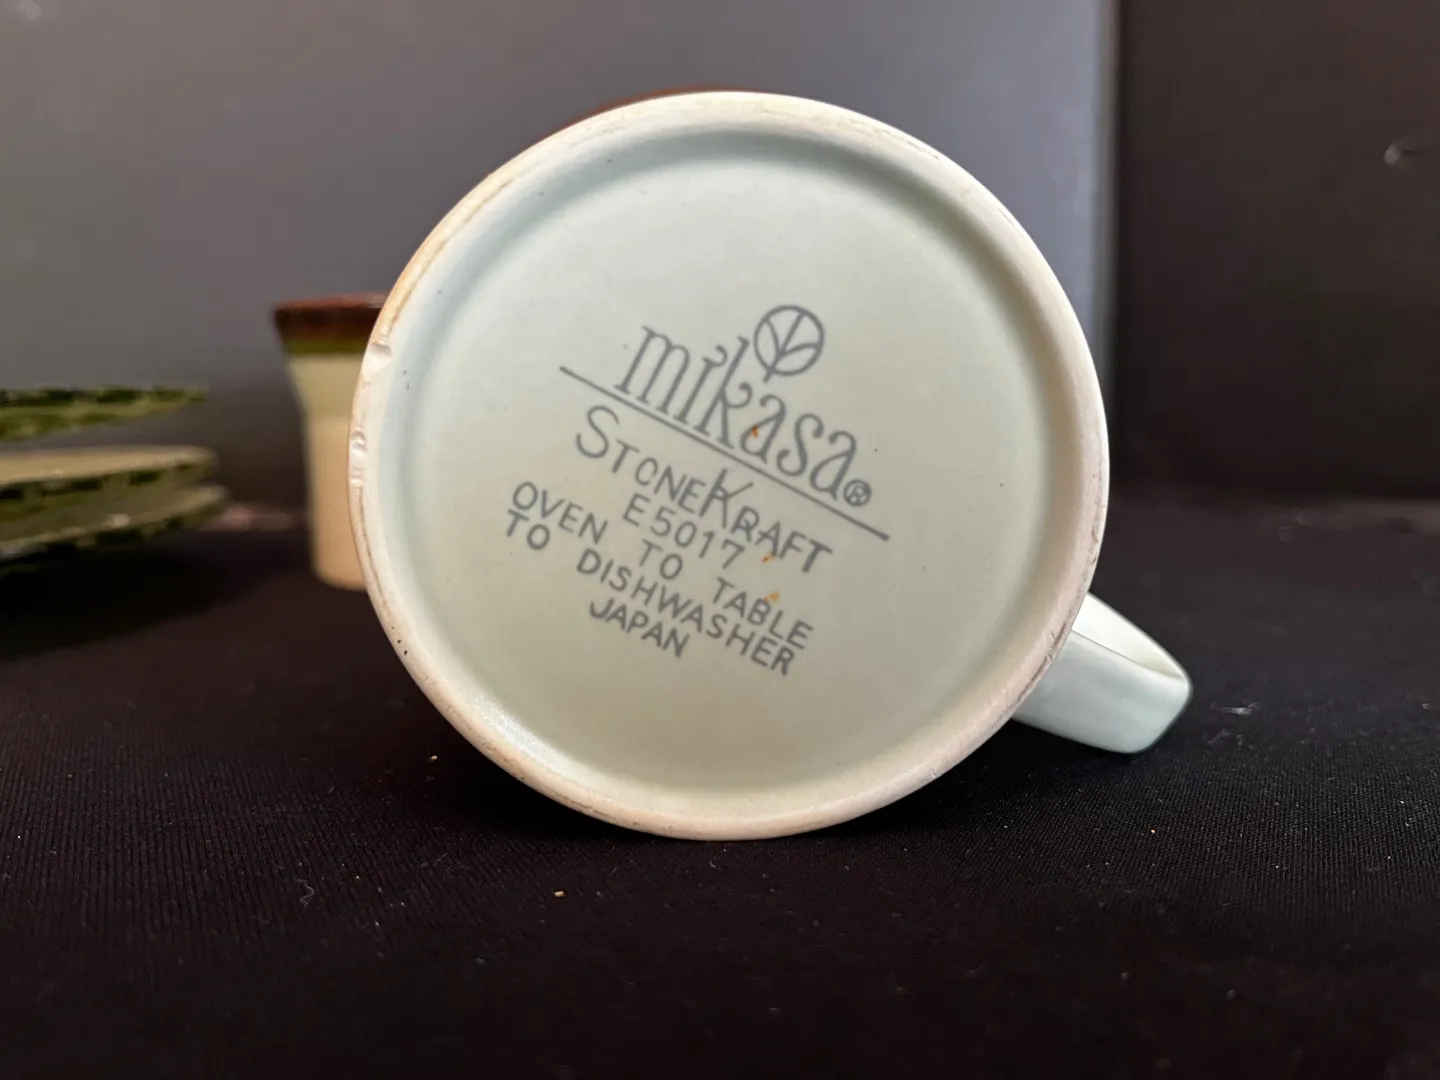 mikasa®
STONEKRAFT
E5017
OVEN TO TABLE
TO DISHWASHER
JAPAN